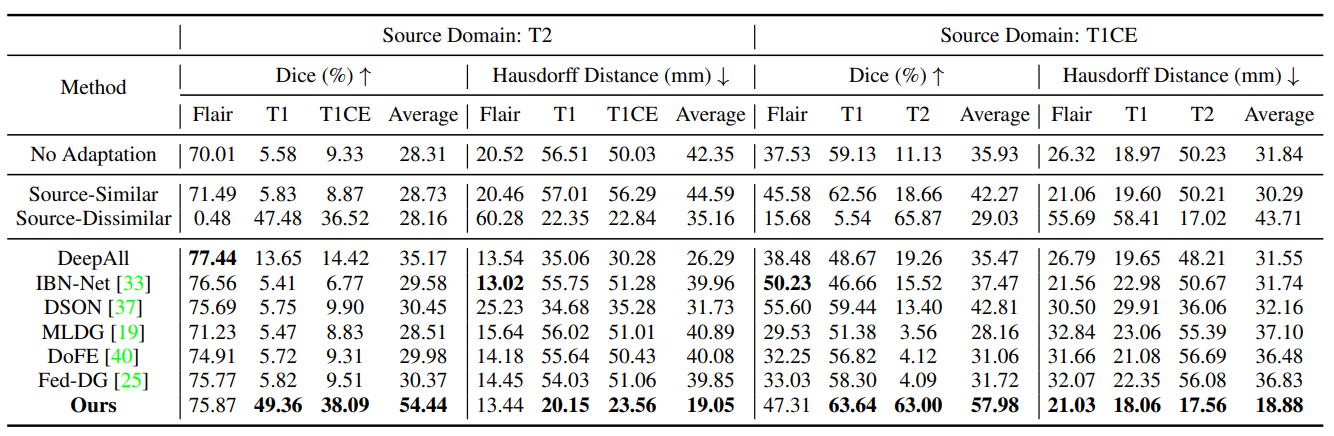 Source Domain: T2 Source Domain: T1CE
Method Dice (%) ↑ Hausdorff Distance (mm) ↓ Dice (%) ↑ Hausdorff Distance (mm) ↓
Flair T1 T1CE Average Flair T1 T1CE Average Flair T1 T2 Average Flair T1 T2 Average
No Adaptation 70.01 5.58 9.33 28.31 20.52 56.51 50.03 42.35 37.53 59.13 11.13 35.93 26.32 18.97 50.23 31.84
Source-Similar 71.49 5.83 8.87 28.73 20.46 57.01 56.29 44.59 45.58 62.56 18.66 42.27 21.06 19.60 50.21 30.29
Source-Dissimilar 0.48 47.48 36.52 28.16 60.28 22.35 22.84 35.16 15.68 5.54 65.87 29.03 55.69 58.41 17.02 43.71
DeepAll 77.44 13.65 14.42 35.17 13.54 35.06 30.28 26.29 38.48 48.67 19.26 35.47 26.79 19.65 48.21 31.55
IBN-Net [33] 76.56 5.41 6.77 29.58 13.02 55.75 51.28 39.96 50.23 46.66 15.52 37.47 21.56 22.98 50.67 31.74
DSON [37] 75.69 5.75 9.90 30.45 25.23 34.68 35.28 31.73 55.60 59.44 13.40 42.81 30.50 29.91 36.06 32.16
MLDG [19] 71.23 5.47 8.83 28.51 15.64 56.02 51.01 40.89 29.53 51.38 3.56 28.16 32.84 23.06 55.39 37.10
DoFE [40] 74.91 5.72 9.31 29.98 14.18 55.64 50.43 40.08 32.25 56.82 4.12 31.06 31.66 21.08 56.69 36.48
Fed-DG [25] 75.77 5.82 9.51 30.37 14.45 54.03 51.06 39.85 33.03 58.30 4.09 31.72 32.07 22.35 56.08 36.83
Ours 75.87 49.36 38.09 54.44 13.44 20.15 23.56 19.05 47.31 63.64 63.00 57.98 21.03 18.06 17.56 18.88